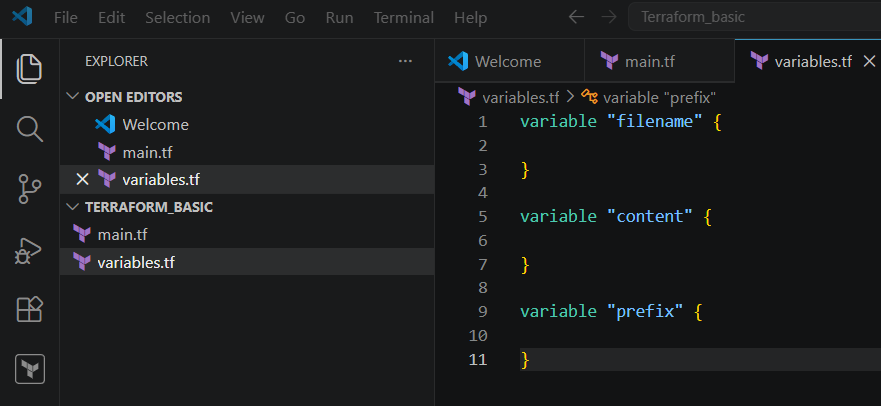 File Edit Selection View Go Run Terminal Help Terraform_basic
EXPLORER ...
OPEN EDITORS
Welcome
main.tf
variables.tf
TERRAFORM_BASIC
main.tf
variables.tf
Welcome main.tf variables.tf
variables.tf > variable "prefix"
1 variable "filename" {
2
3 }
4
5 variable "content" {
6
7 }
8
9 variable "prefix" {
10
11 }